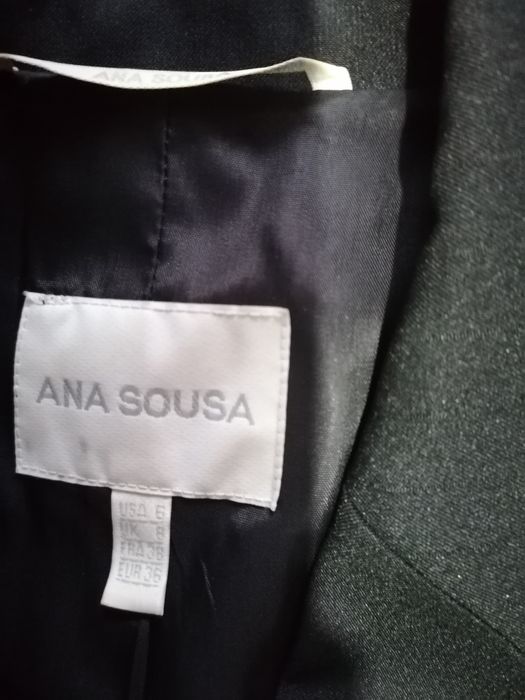 ANA SOUSA
ANA SOUSA
USA 6
UK 8
FRA 38
EUR 36